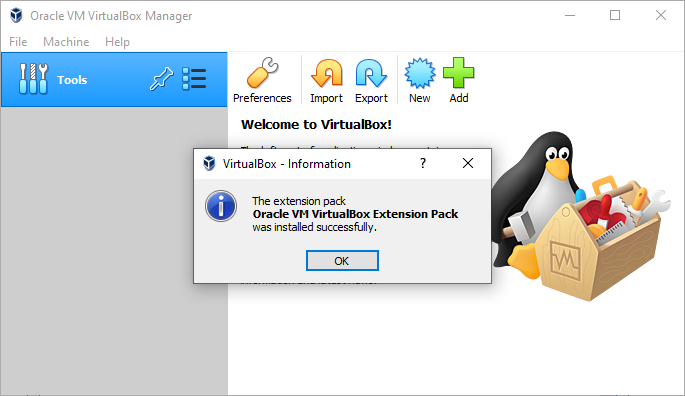 Oracle VM VirtualBox Manager
File Machine Help
Tools
Preferences Import Export New Add
Welcome to VirtualBox!
VirtualBox - Information
?
The extension pack
Oracle VM VirtualBox Extension Pack
was installed successfully.
OK